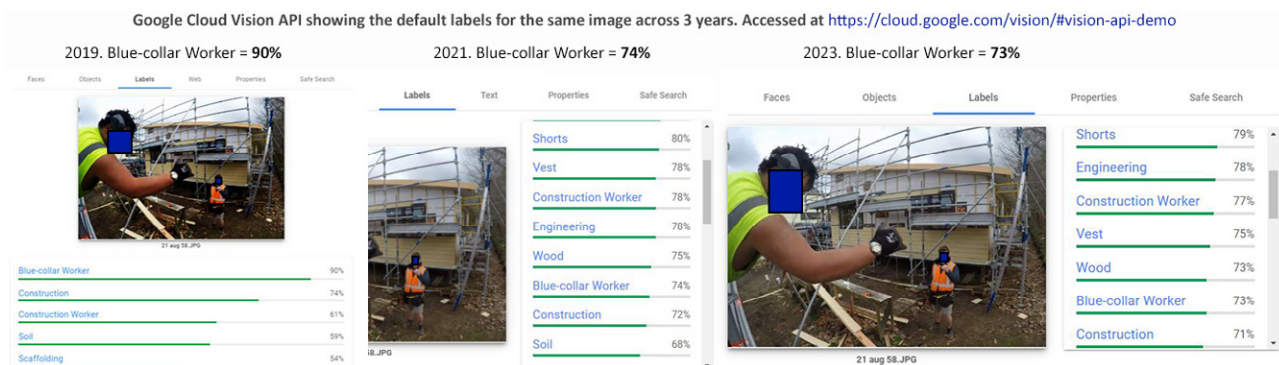 Google Cloud Vision API showing the default labels for the same image across 3 years. Accessed at https://cloud.google.com/vision/#vision-api-demo
2019. Blue-collar Worker = 90%
Faces Objects Labels Web Properties Safe Search
21 aug 58.JPG
Blue-collar Worker 90%
Construction 74%
Construction Worker 61%
Soil 59%
Scaffolding 54%
2021. Blue-collar Worker = 74%
Labels Text Properties Safe Search
58.JPG
Shorts 80%
Vest 78%
Construction Worker 78%
Engineering 78%
Wood 75%
Blue-collar Worker 74%
Construction 72%
Soil 68%
2023. Blue-collar Worker = 73%
Faces Objects Labels Properties Safe Search
21 aug 58.JPG
Shorts 79%
Engineering 78%
Construction Worker 77%
Vest 75%
Wood 73%
Blue-collar Worker 73%
Construction 71%